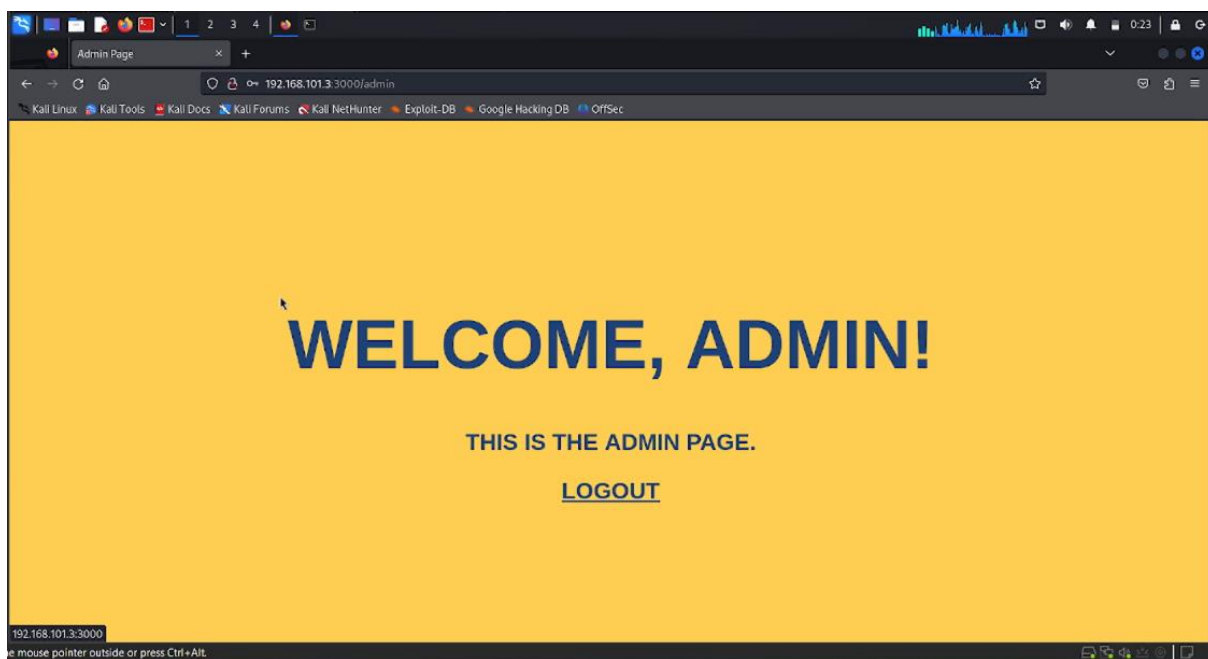 1 2 3 4
0:23
Admin Page
192.168.101.3:3000/admin
Kali Linux Kali Tools Kali Docs Kali Forums Kali NetHunter Exploit-DB Google Hacking DB OffSec
WELCOME, ADMIN!
THIS IS THE ADMIN PAGE.
LOGOUT
192.168.101.3:3000
mouse pointer outside or press Ctrl+Alt.